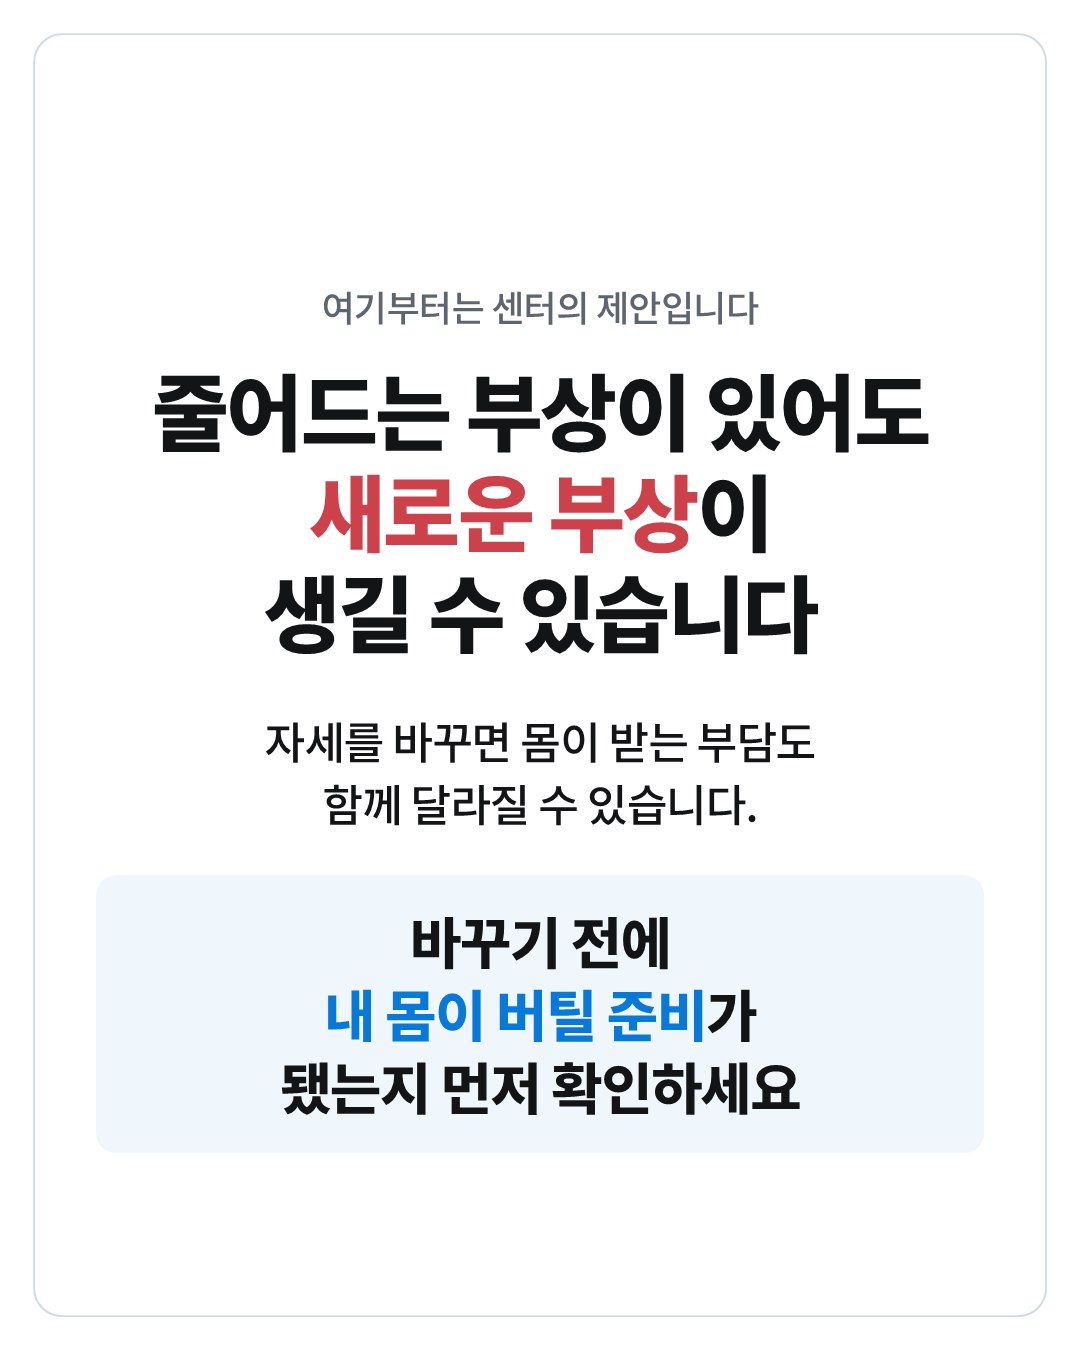 여기부터는 센터의 제안입니다
줄어드는 부상이 있어도
새로운 부상이
생길 수 있습니다
자세를 바꾸면 몸이 받는 부담도
함께 달라질 수 있습니다.
바꾸기 전에
내 몸이 버틸 준비가
됐는지 먼저 확인하세요